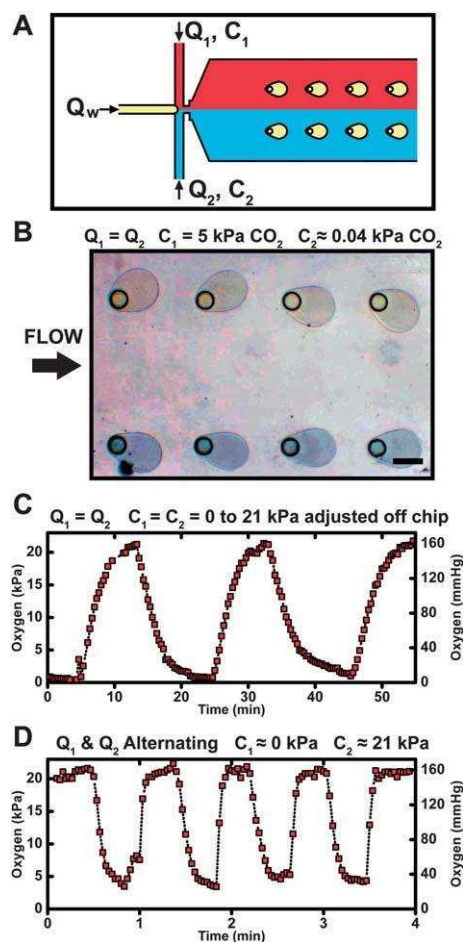 A
Q1, C1
Qw
Q2, C2
B Q1 = Q2 C1 = 5 kPa CO2 C2 ≈ 0.04 kPa CO2
FLOW
C Q1 = Q2 C1 = C2 = 0 to 21 kPa adjusted off chip
Oxygen (kPa)
20
15
10
5
0
160
120
80
40
0
Oxygen (mmHg)
0 10 20 30 40 50
Time (min)
D Q1 & Q2 Alternating C1 ≈ 0 kPa C2 ≈ 21 kPa
Oxygen (kPa)
20
15
10
5
0
160
120
80
40
0
Oxygen (mmHg)
0 1 2 3 4
Time (min)